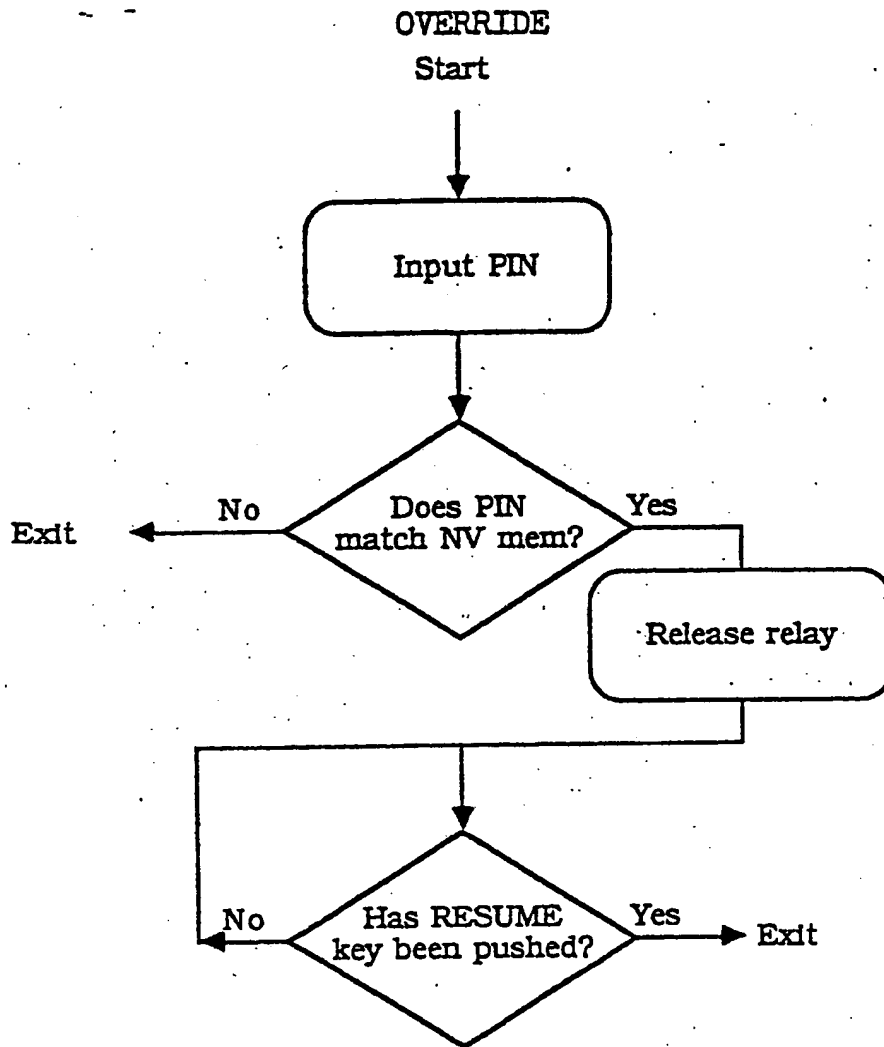 OVERRIDE
Start
Input PIN
Does PIN
match NV mem?
No
Yes
Exit
Release relay
Has RESUME
key been pushed?
No
Yes
Exit